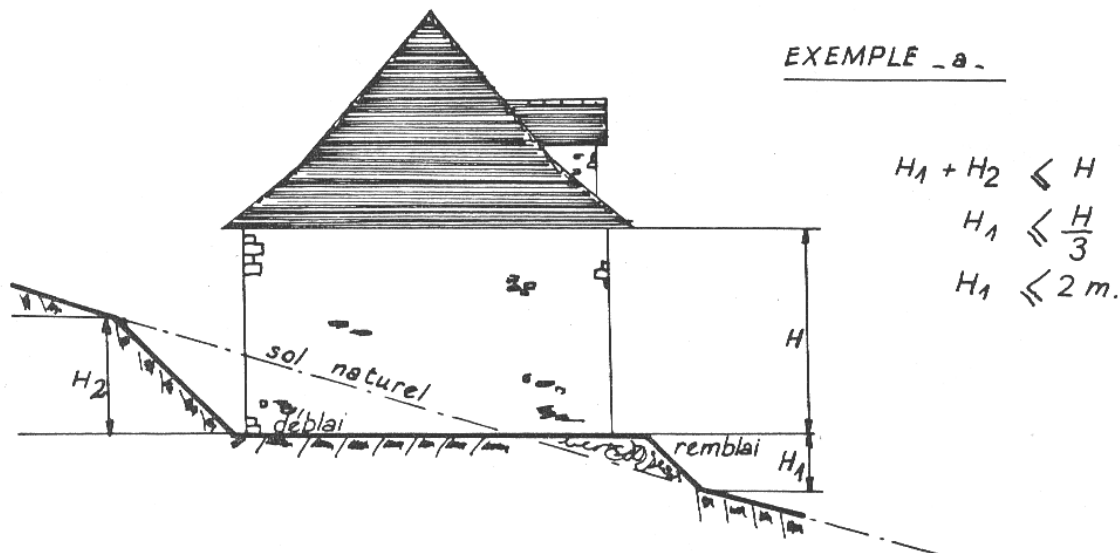 EXEMPLE - a -
H1 + H2 ⩽ H
H1 ⩽ H/3
H1 ⩽ 2 m.
H
sol naturel
H2
déblai
remblai
H1